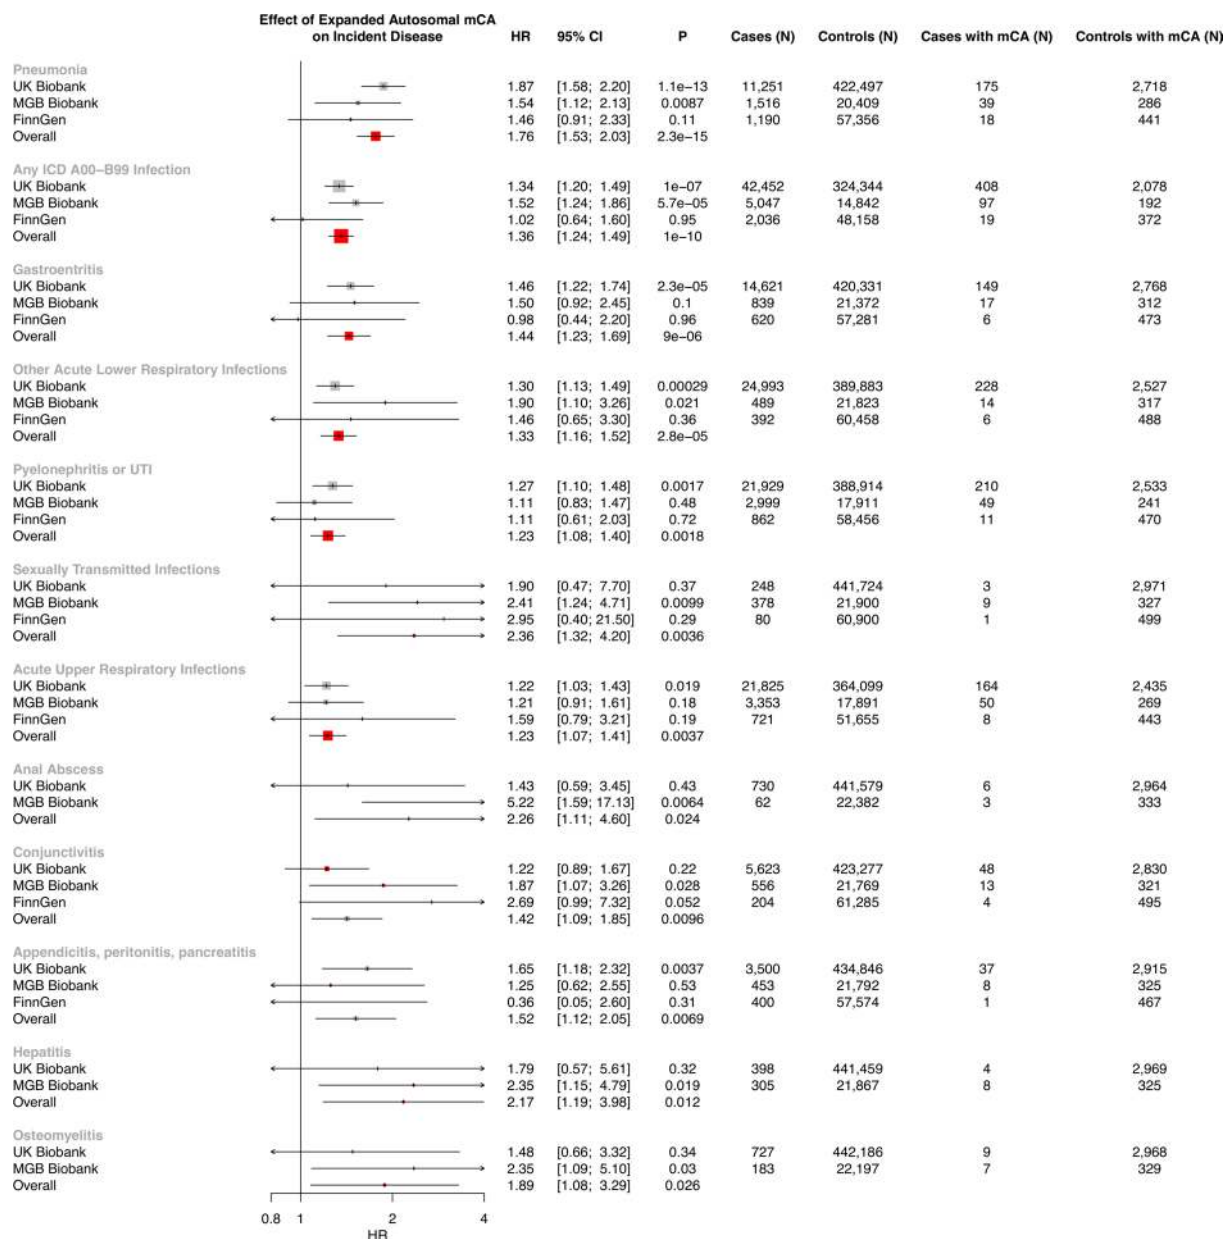 Effect of Expanded Autosomal mCA
on Incident Disease HR 95% CI P Cases (N) Controls (N) Cases with mCA (N) Controls with mCA (N)
Pneumonia
UK Biobank 1.87 [1.58; 2.20] 1.1e−13 11,251 422,497 175 2,718
MGB Biobank 1.54 [1.12; 2.13] 0.0087 1,516 20,409 39 286
FinnGen 1.46 [0.91; 2.33] 0.11 1,190 57,356 18 441
Overall 1.76 [1.53; 2.03] 2.3e−15
Any ICD A00−B99 Infection
UK Biobank 1.34 [1.20; 1.49] 1e−07 42,452 324,344 408 2,078
MGB Biobank 1.52 [1.24; 1.86] 5.7e−05 5,047 14,842 97 192
FinnGen 1.02 [0.64; 1.60] 0.95 2,036 48,158 19 372
Overall 1.36 [1.24; 1.49] 1e−10
Gastroentritis
UK Biobank 1.46 [1.22; 1.74] 2.3e−05 14,621 420,331 149 2,768
MGB Biobank 1.50 [0.92; 2.45] 0.1 839 21,372 17 312
FinnGen 0.98 [0.44; 2.20] 0.96 620 57,281 6 473
Overall 1.44 [1.23; 1.69] 9e−06
Other Acute Lower Respiratory Infections
UK Biobank 1.30 [1.13; 1.49] 0.00029 24,993 389,883 228 2,527
MGB Biobank 1.90 [1.10; 3.26] 0.021 489 21,823 14 317
FinnGen 1.46 [0.65; 3.30] 0.36 392 60,458 6 488
Overall 1.33 [1.16; 1.52] 2.8e−05
Pyelonephritis or UTI
UK Biobank 1.27 [1.10; 1.48] 0.0017 21,929 388,914 210 2,533
MGB Biobank 1.11 [0.83; 1.47] 0.48 2,999 17,911 49 241
FinnGen 1.11 [0.61; 2.03] 0.72 862 58,456 11 470
Overall 1.23 [1.08; 1.40] 0.0018
Sexually Transmitted Infections
UK Biobank 1.90 [0.47; 7.70] 0.37 248 441,724 3 2,971
MGB Biobank 2.41 [1.24; 4.71] 0.0099 378 21,900 9 327
FinnGen 2.95 [0.40; 21.50] 0.29 80 60,900 1 499
Overall 2.36 [1.32; 4.20] 0.0036
Acute Upper Respiratory Infections
UK Biobank 1.22 [1.03; 1.43] 0.019 21,825 364,099 164 2,435
MGB Biobank 1.21 [0.91; 1.61] 0.18 3,353 17,891 50 269
FinnGen 1.59 [0.79; 3.21] 0.19 721 51,655 8 443
Overall 1.23 [1.07; 1.41] 0.0037
Anal Abscess
UK Biobank 1.43 [0.59; 3.45] 0.43 730 441,579 6 2,964
MGB Biobank 5.22 [1.59; 17.13] 0.0064 62 22,382 3 333
Overall 2.26 [1.11; 4.60] 0.024
Conjunctivitis
UK Biobank 1.22 [0.89; 1.67] 0.22 5,623 423,277 48 2,830
MGB Biobank 1.87 [1.07; 3.26] 0.028 556 21,769 13 321
FinnGen 2.69 [0.99; 7.32] 0.052 204 61,285 4 495
Overall 1.42 [1.09; 1.85] 0.0096
Appendicitis, peritonitis, pancreatitis
UK Biobank 1.65 [1.18; 2.32] 0.0037 3,500 434,846 37 2,915
MGB Biobank 1.25 [0.62; 2.55] 0.53 453 21,792 8 325
FinnGen 0.36 [0.05; 2.60] 0.31 400 57,574 1 467
Overall 1.52 [1.12; 2.05] 0.0069
Hepatitis
UK Biobank 1.79 [0.57; 5.61] 0.32 398 441,459 4 2,969
MGB Biobank 2.35 [1.15; 4.79] 0.019 305 21,867 8 325
Overall 2.17 [1.19; 3.98] 0.012
Osteomyelitis
UK Biobank 1.48 [0.66; 3.32] 0.34 727 442,186 9 2,968
MGB Biobank 2.35 [1.09; 5.10] 0.03 183 22,197 7 329
Overall 1.89 [1.08; 3.29] 0.026
0.8 1 2 4
HR